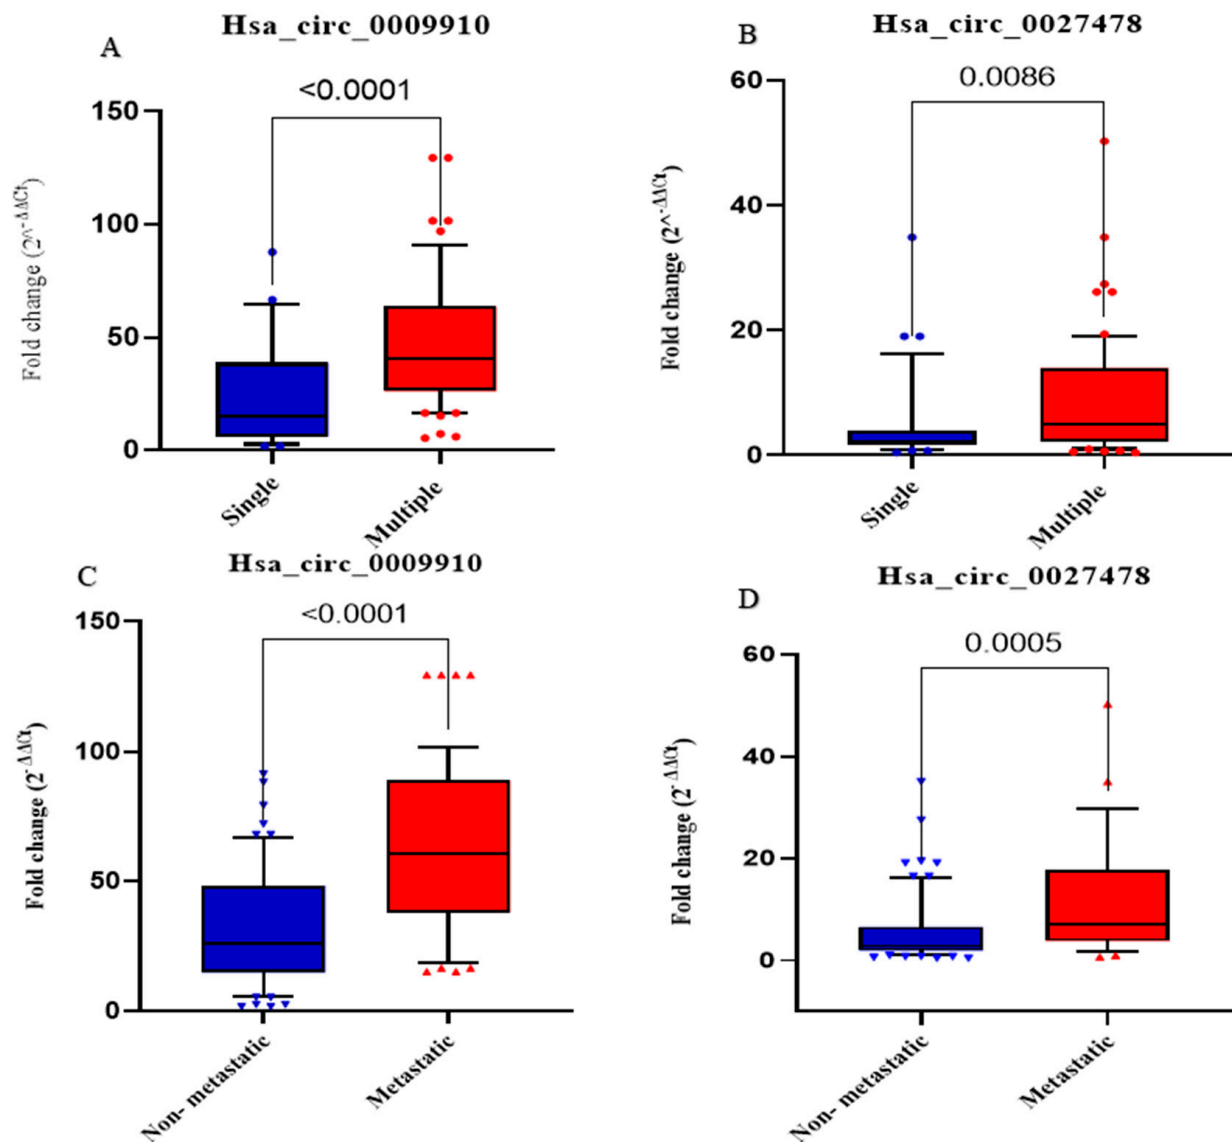 A
Hsa_circ_0009910
<0.0001
150
100
50
0
Fold change (2^-ΔΔCt)
Single
Multiple
B
Hsa_circ_0027478
0.0086
60
40
20
0
Fold change (2^-ΔΔCt)
Single
Multiple
C
Hsa_circ_0009910
<0.0001
150
100
50
0
Fold change (2-ΔΔCt)
Non- metastatic
Metastatic
D
Hsa_circ_0027478
0.0005
60
40
20
0
Fold change (2-ΔΔCt)
Non- metastatic
Metastatic